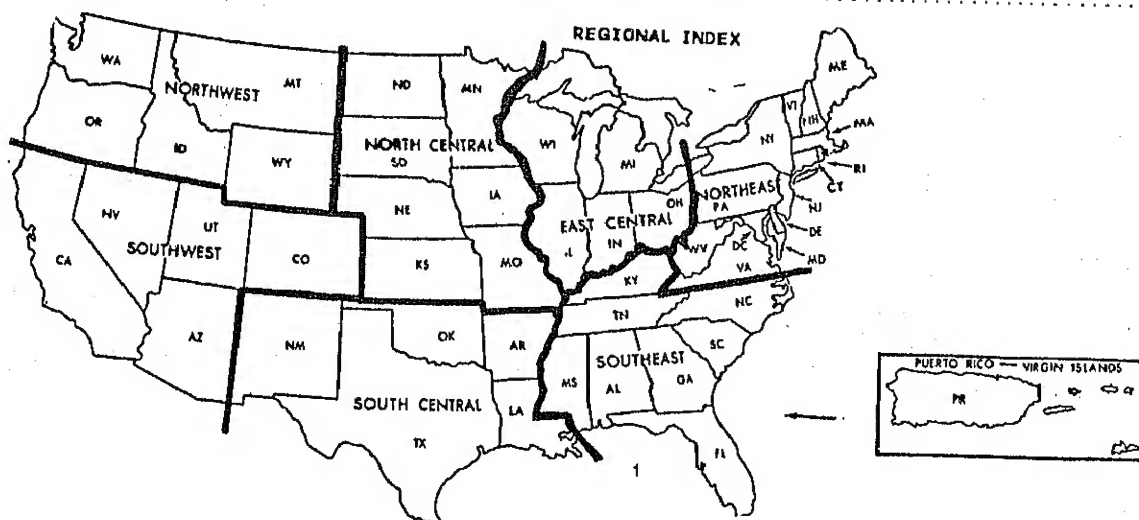 REGIONAL INDEX
WA
MT
ND
MN
ME
NORTHWEST
VT
NH
MA
OR
ID
WY
NORTH CENTRAL
SD
WI
MI
NY
RI
CT
NV
UT
NE
IA
EAST CENTRAL
OH
NORTHEAS
PA
NJ
DE
MD
SOUTHWEST
CA
CO
KS
MO
IL
IN
WV
DC
VA
KY
AZ
NM
OK
AR
TN
NC
SC
SOUTHEAST
MS
AL
GA
SOUTH CENTRAL
LA
TX
FL
1
PUERTO RICO — VIRGIN ISLANDS
PR